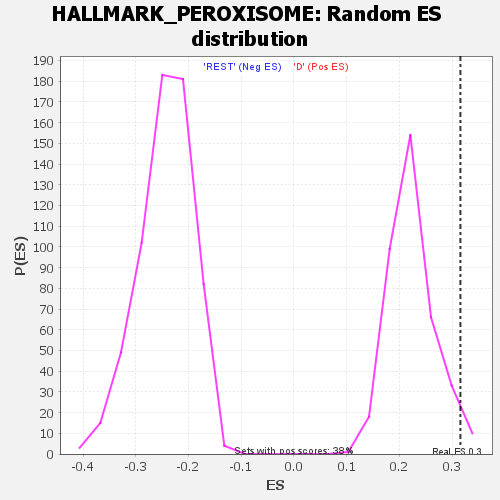 HALLMARK_PEROXISOME: Random ES
distribution
'REST' (Neg ES) 'D' (Pos ES)
190
180
170
160
150
140
130
120
110
100
90
80
70
60
50
40
30
20
10
0
P(ES)
Sets with pos scores: 38%
Real ES 0.3
-0.4 -0.3 -0.2 -0.1 0.0 0.1 0.2 0.3
ES